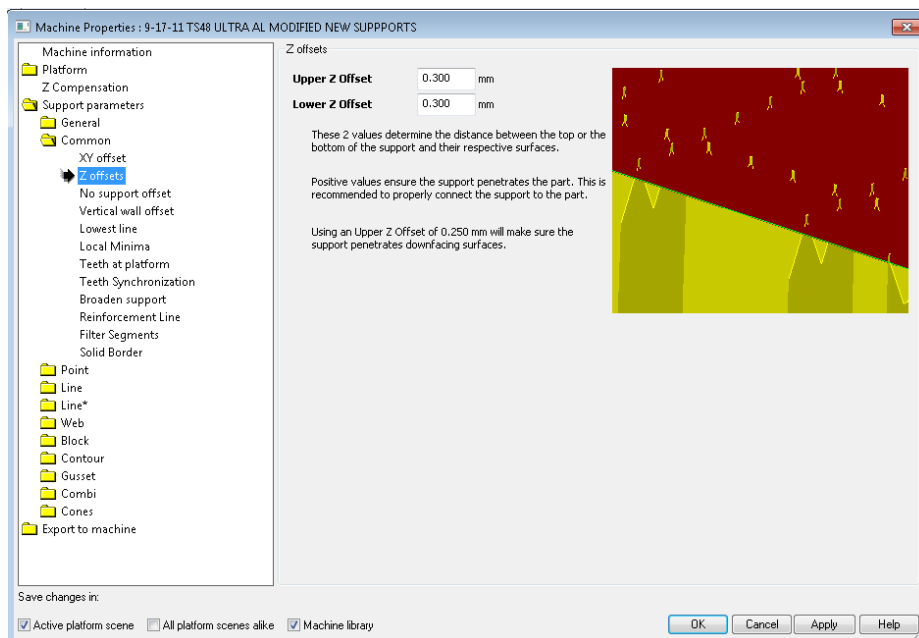 Machine Properties : 9-17-11 TS48 ULTRA AL MODIFIED NEW SUPPPORTS
Machine information
Platform
Z Compensation
Support parameters
General
Common
XY offset
Z offsets
No support offset
Vertical wall offset
Lowest line
Local Minima
Teeth at platform
Teeth Synchronization
Broaden support
Reinforcement Line
Filter Segments
Solid Border
Point
Line
Line*
Web
Block
Contour
Gusset
Combi
Cones
Export to machine
Z offsets
Upper Z Offset 0.300 mm
Lower Z Offset 0.300 mm
These 2 values determine the distance between the top or the
bottom of the support and their respective surfaces.
Positive values ensure the support penetrates the part. This is
recommended to properly connect the support to the part.
Using an Upper Z Offset of 0.250 mm will make sure the
support penetrates downfacing surfaces.
Save changes in:
Active platform scene All platform scenes alike Machine library
OK Cancel Apply Help